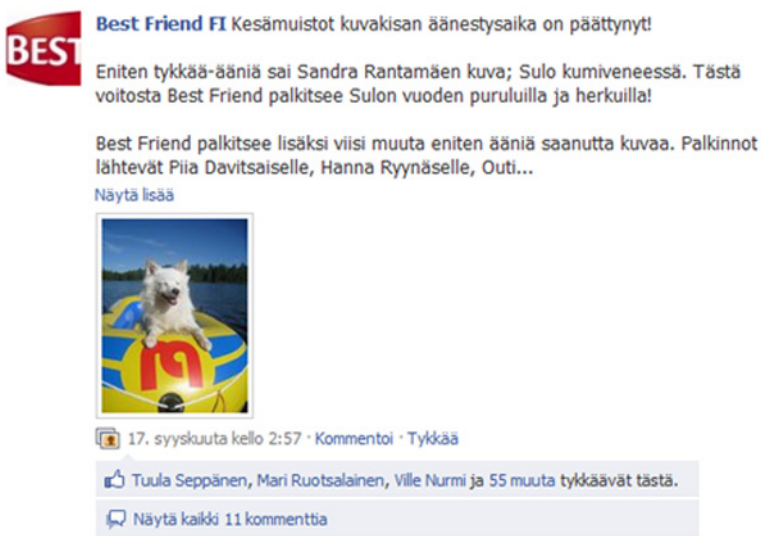 BEST
Best Friend FI Kesämuistot kuvakisan äänestysaika on päättynyt!
Eniten tykkää-ääniä sai Sandra Rantamäen kuva; Sulo kumiveneessä. Tästä
voitosta Best Friend palkitsee Sulon vuoden puruluilla ja herkuilla!
Best Friend palkitsee lisäksi viisi muuta eniten ääniä saanutta kuvaa. Palkinnot
lähtevät Piia Davitsaiselle, Hanna Ryynäselle, Outi...
Näytä lisää
17. syyskuuta kello 2:57 · Kommentoi · Tykkää
Tuula Seppänen, Mari Ruotsalainen, Ville Nurmi ja 55 muuta tykkäävät tästä.
Näytä kaikki 11 kommenttia